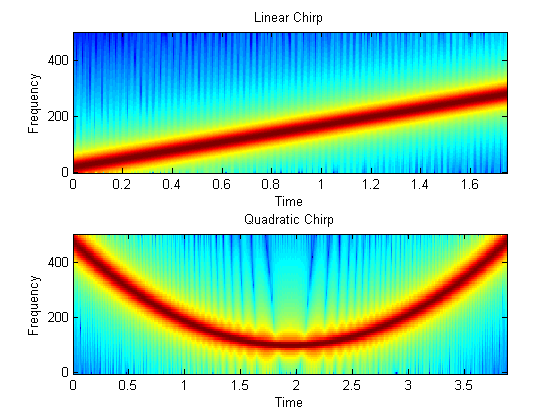 Linear Chirp
Frequency
400
200
0
0 0.2 0.4 0.6 0.8 1 1.2 1.4 1.6
Time
Quadratic Chirp
Frequency
400
200
0
0 0.5 1 1.5 2 2.5 3 3.5
Time